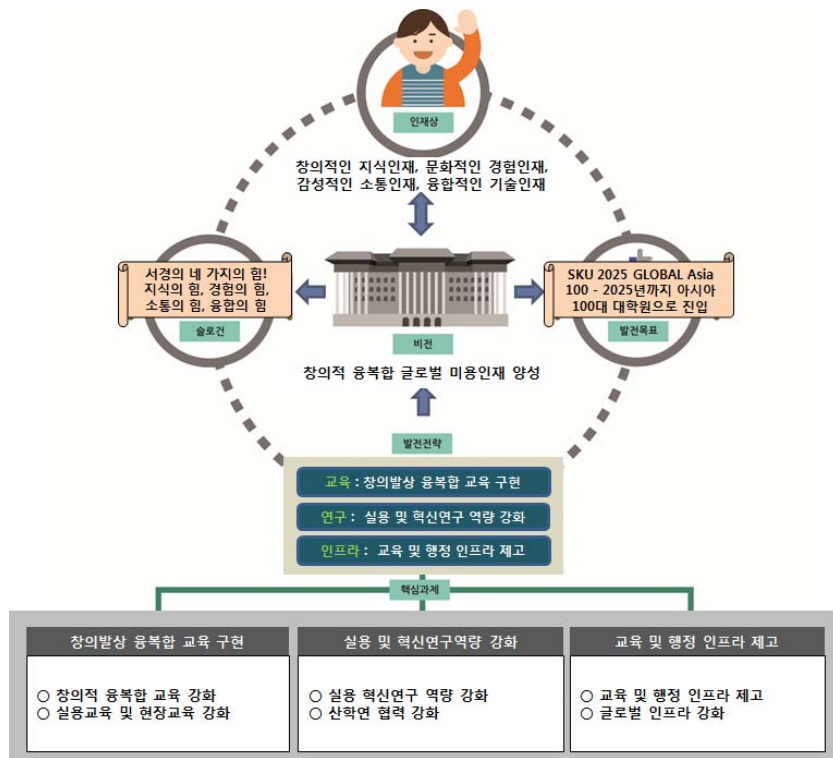 인재상
창의적인 지식인재, 문화적인 경험인재,
감성적인 소통인재, 융합적인 기술인재
서경의 네 가지의 힘!
지식의 힘, 경험의 힘,
소통의 힘, 융합의 힘
슬로건
SKU 2025 GLOBAL Asia
100 - 2025년까지 아시아
100대 대학원으로 진입
발전목표
비전
창의적 융복합 글로벌 미용인재 양성
발전전략
교육 : 창의발상 융복합 교육 구현
연구 : 실용 및 혁신연구 역량 강화
인프라 : 교육 및 행정 인프라 제고
핵심과제
창의발상 융복합 교육 구현
○ 창의적 융복합 교육 강화
○ 실용교육 및 현장교육 강화
실용 및 혁신연구역량 강화
○ 실용 혁신연구 역량 강화
○ 산학연 협력 강화
교육 및 행정 인프라 제고
○ 교육 및 행정 인프라 제고
○ 글로벌 인프라 강화